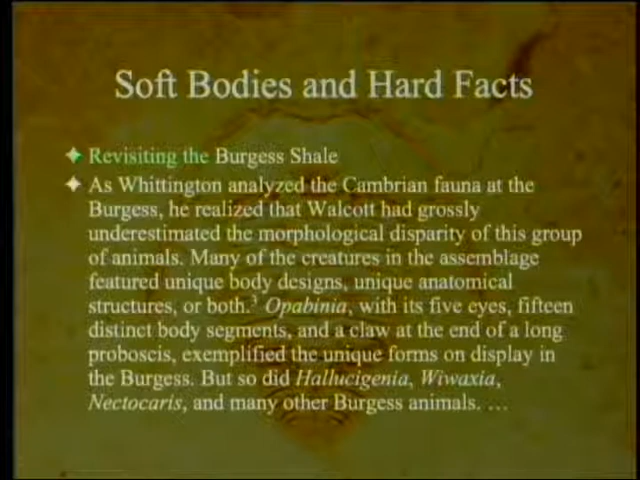 Soft Bodies and Hard Facts
Revisiting the Burgess Shale
As Whittington analyzed the Cambrian fauna at the
Burgess, he realized that Walcott had grossly
underestimated the morphological disparity of this group
of animals. Many of the creatures in the assemblage
featured unique body designs, unique anatomical
structures, or both.³ Opabinia, with its five eyes, fifteen
distinct body segments, and a claw at the end of a long
proboscis, exemplified the unique forms on display in
the Burgess. But so did Hallucigenia, Wiwaxia,
Nectocaris, and many other Burgess animals. …